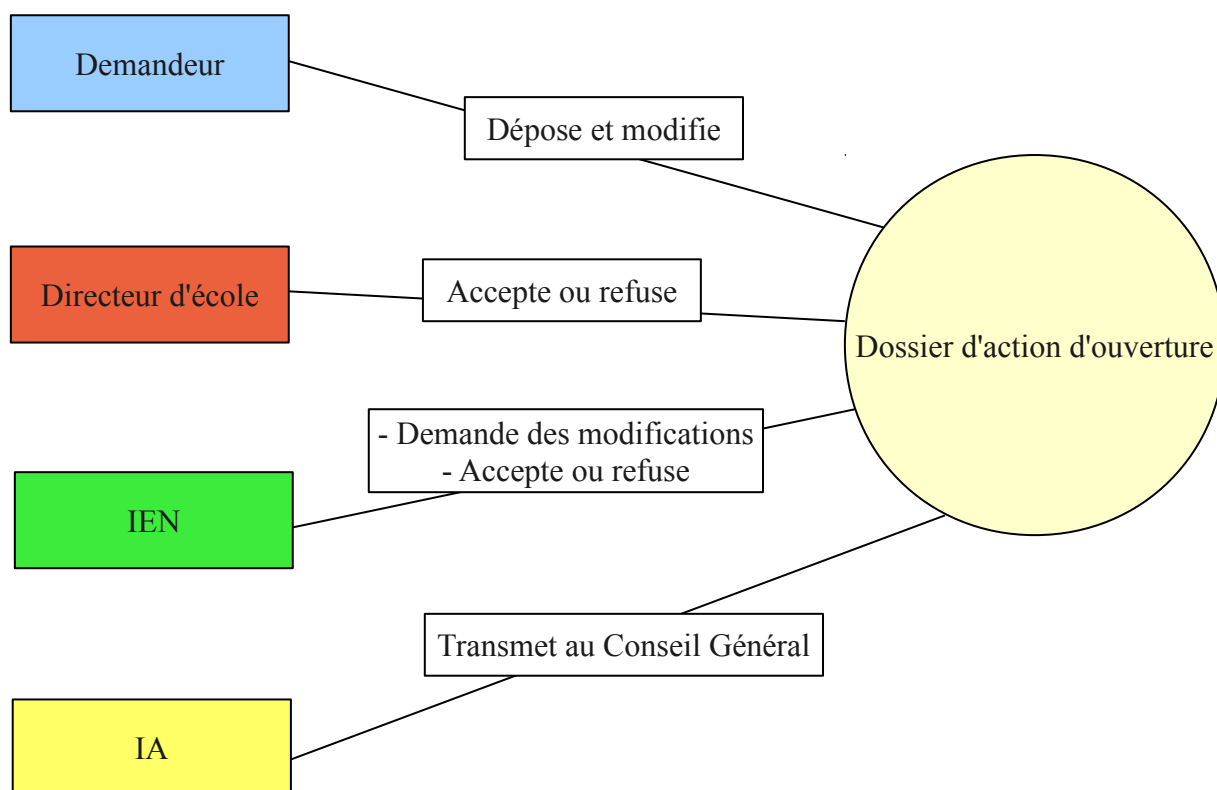 Demandeur
Dépose et modifie
Directeur d'école
Accepte ou refuse
Dossier d'action d'ouverture
- Demande des modifications
- Accepte ou refuse
IEN
Transmet au Conseil Général
IA